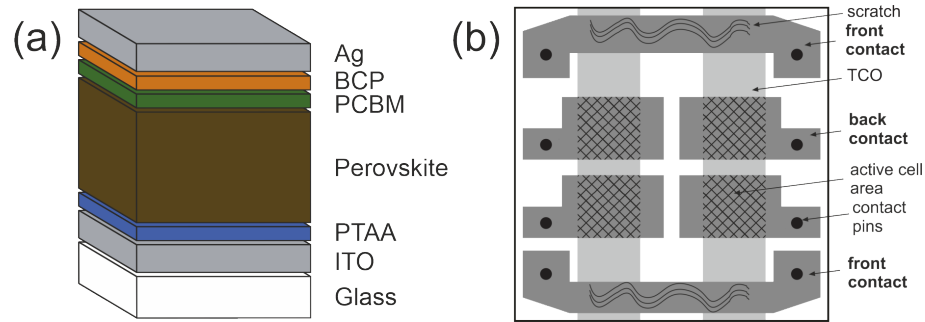 (a)
Ag
BCP
PCBM
Perovskite
PTAA
ITO
Glass
(b)
scratch
front
contact
TCO
back
contact
active cell
area
contact
pins
front
contact